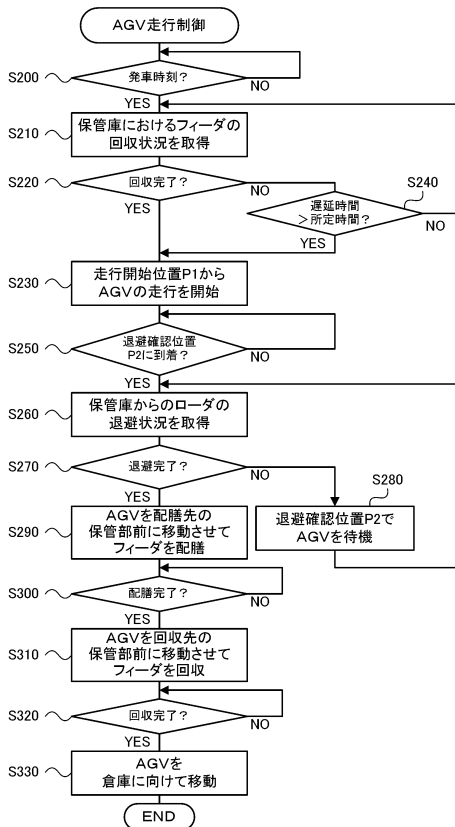 AGV走行制御
S200
発車時刻?
NO
YES
S210
保管庫におけるフィーダの
回収状況を取得
S220
回収完了?
NO
YES
S240
遅延時間
>所定時間?
NO
YES
S230
走行開始位置P1から
AGVの走行を開始
S250
退避確認位置
P2に到着?
NO
YES
S260
保管庫からのローダの
退避状況を取得
S270
退避完了?
NO
YES
S280
退避確認位置P2で
AGVを待機
S290
AGVを配膳先の
保管部前に移動させて
フィーダを配膳
S300
配膳完了?
NO
YES
S310
AGVを回収先の
保管部前に移動させて
フィーダを回収
S320
回収完了?
NO
YES
S330
AGVを
倉庫に向けて移動
END